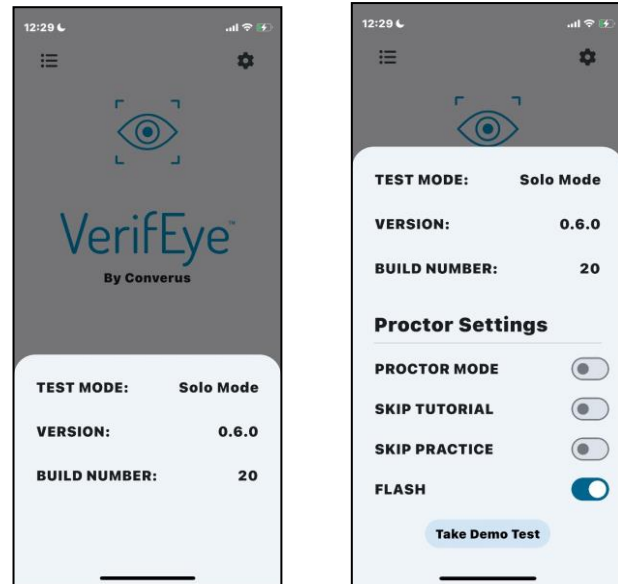 12:29
VerifEye™
By Converus
TEST MODE: Solo Mode
VERSION: 0.6.0
BUILD NUMBER: 20
12:29
TEST MODE: Solo Mode
VERSION: 0.6.0
BUILD NUMBER: 20
Proctor Settings
PROCTOR MODE
SKIP TUTORIAL
SKIP PRACTICE
FLASH
Take Demo Test